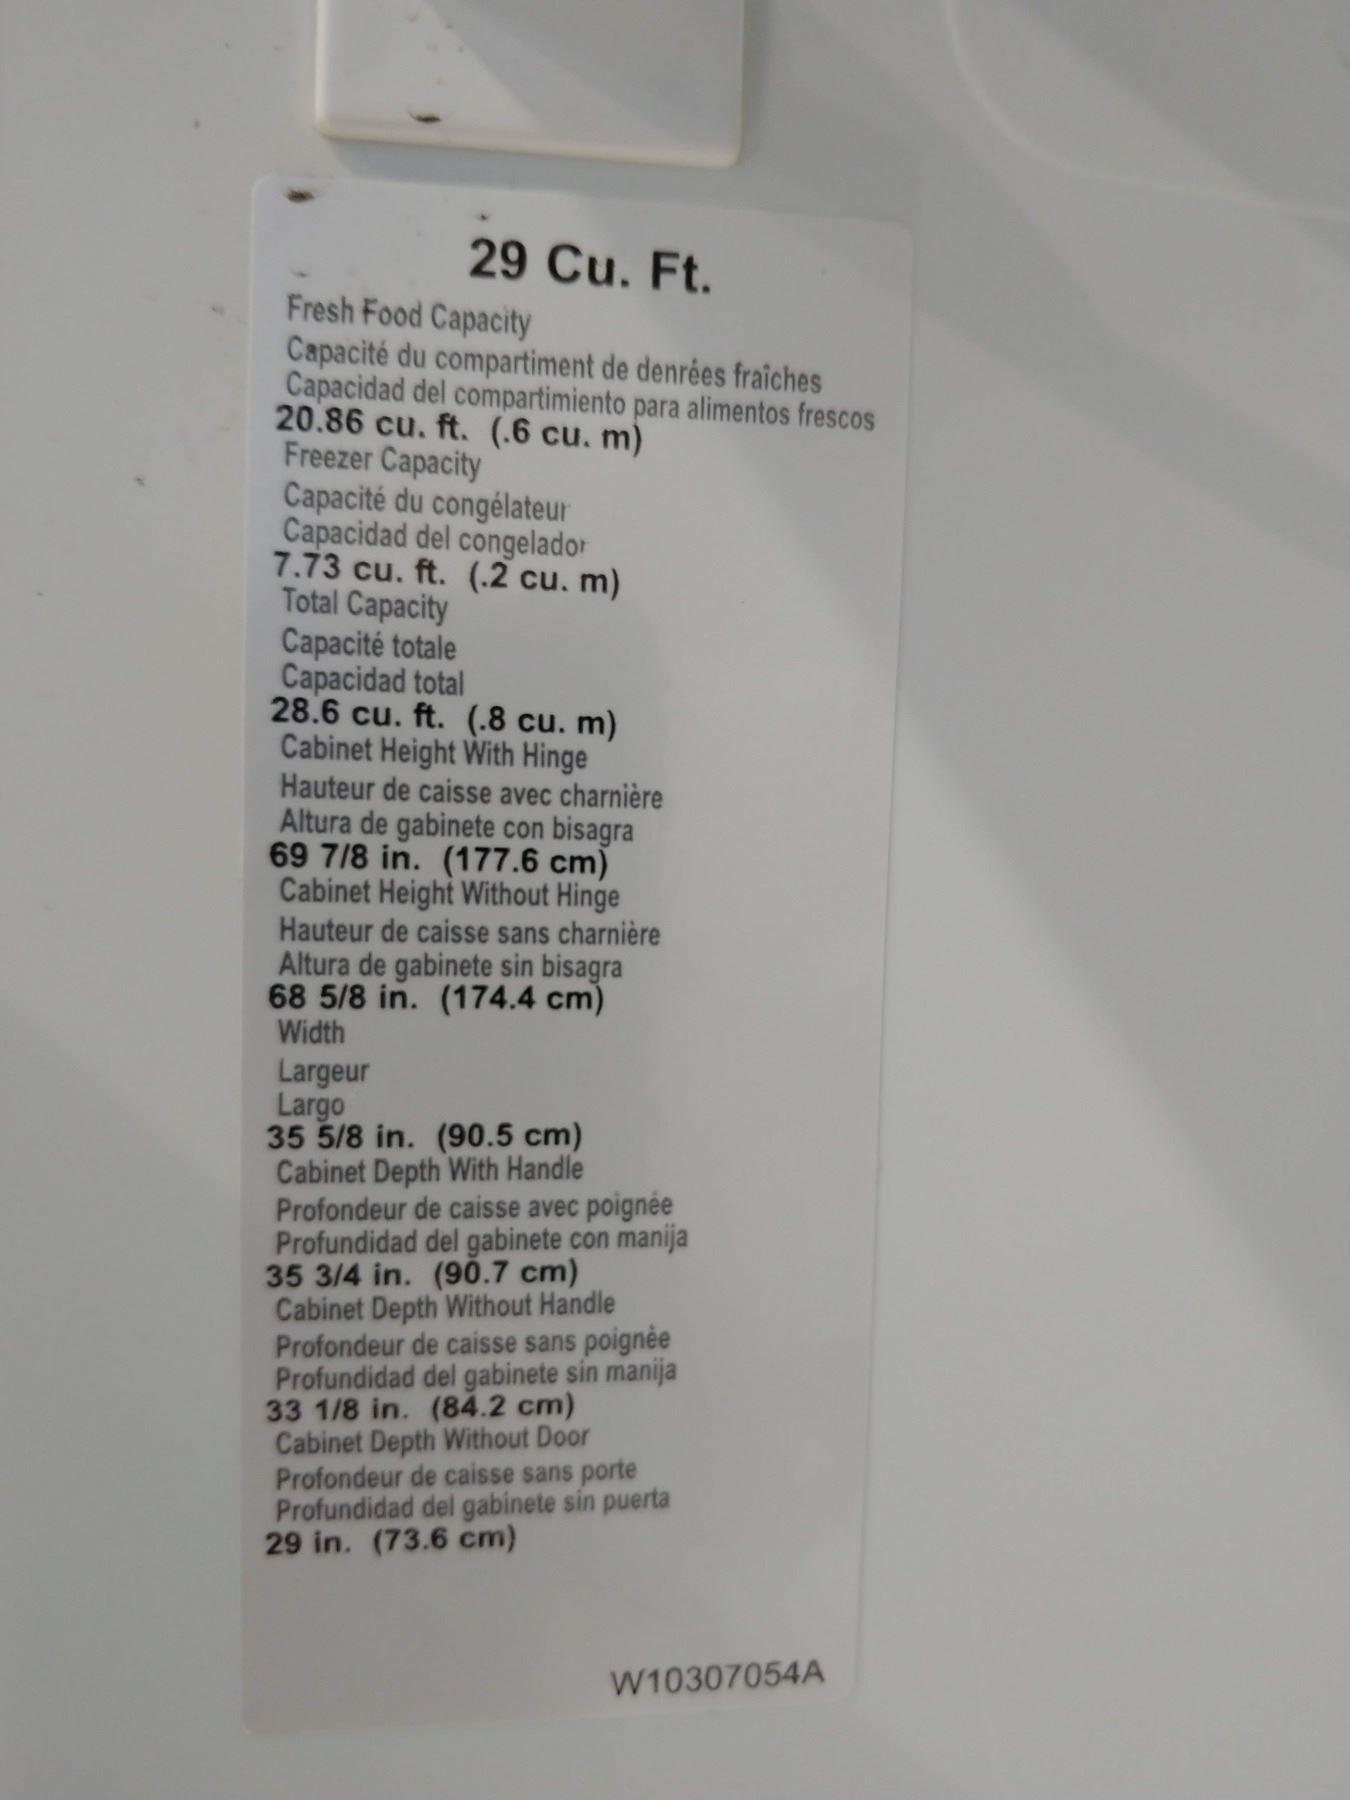 29 Cu. Ft.
Fresh Food Capacity
Capacité du compartiment de denrées fraîches
Capacidad del compartimiento para alimentos frescos
20.86 cu. ft. (.6 cu. m)
Freezer Capacity
Capacité du congélateur
Capacidad del congelador
7.73 cu. ft. (.2 cu. m)
Total Capacity
Capacité totale
Capacidad total
28.6 cu. ft. (.8 cu. m)
Cabinet Height With Hinge
Hauteur de caisse avec charnière
Altura de gabinete con bisagra
69 7/8 in. (177.6 cm)
Cabinet Height Without Hinge
Hauteur de caisse sans charnière
Altura de gabinete sin bisagra
68 5/8 in. (174.4 cm)
Width
Largeur
Largo
35 5/8 in. (90.5 cm)
Cabinet Depth With Handle
Profondeur de caisse avec poignée
Profundidad del gabinete con manija
35 3/4 in. (90.7 cm)
Cabinet Depth Without Handle
Profondeur de caisse sans poignée
Profundidad del gabinete sin manija
33 1/8 in. (84.2 cm)
Cabinet Depth Without Door
Profondeur de caisse sans porte
Profundidad del gabinete sin puerta
29 in. (73.6 cm)
W10307054A